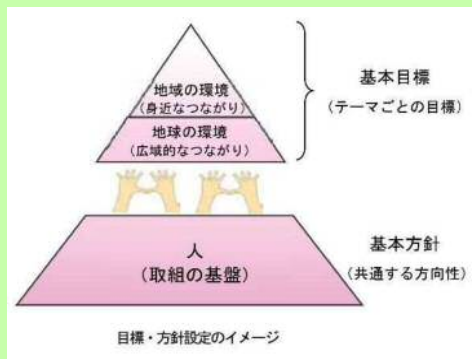 地域の環境
(身近なつながり)
地球の環境
(広域的なつながり)
基本目標
(テーマごとの目標)
人
(取組の基盤)
基本方針
(共通する方向性)
目標・方針設定のイメージ